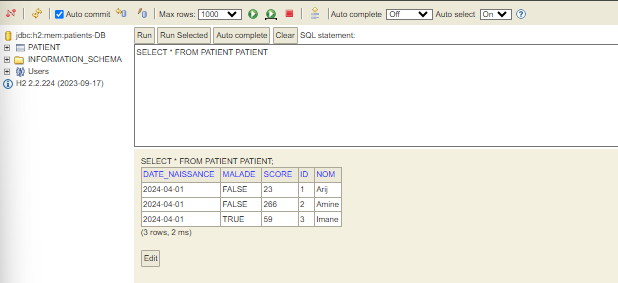 Auto commit Max rows: 1000 Auto complete Off Auto select On ?
jdbc:h2:mem:patients-DB
PATIENT
INFORMATION_SCHEMA
Users
H2 2.2.224 (2023-09-17)
Run Run Selected Auto complete Clear SQL statement:
SELECT * FROM PATIENT PATIENT
SELECT * FROM PATIENT PATIENT;
DATE_NAISSANCE MALADE SCORE ID NOM
2024-04-01 FALSE 23 1 Arij
2024-04-01 FALSE 266 2 Amine
2024-04-01 TRUE 59 3 Imane
(3 rows, 2 ms)
Edit